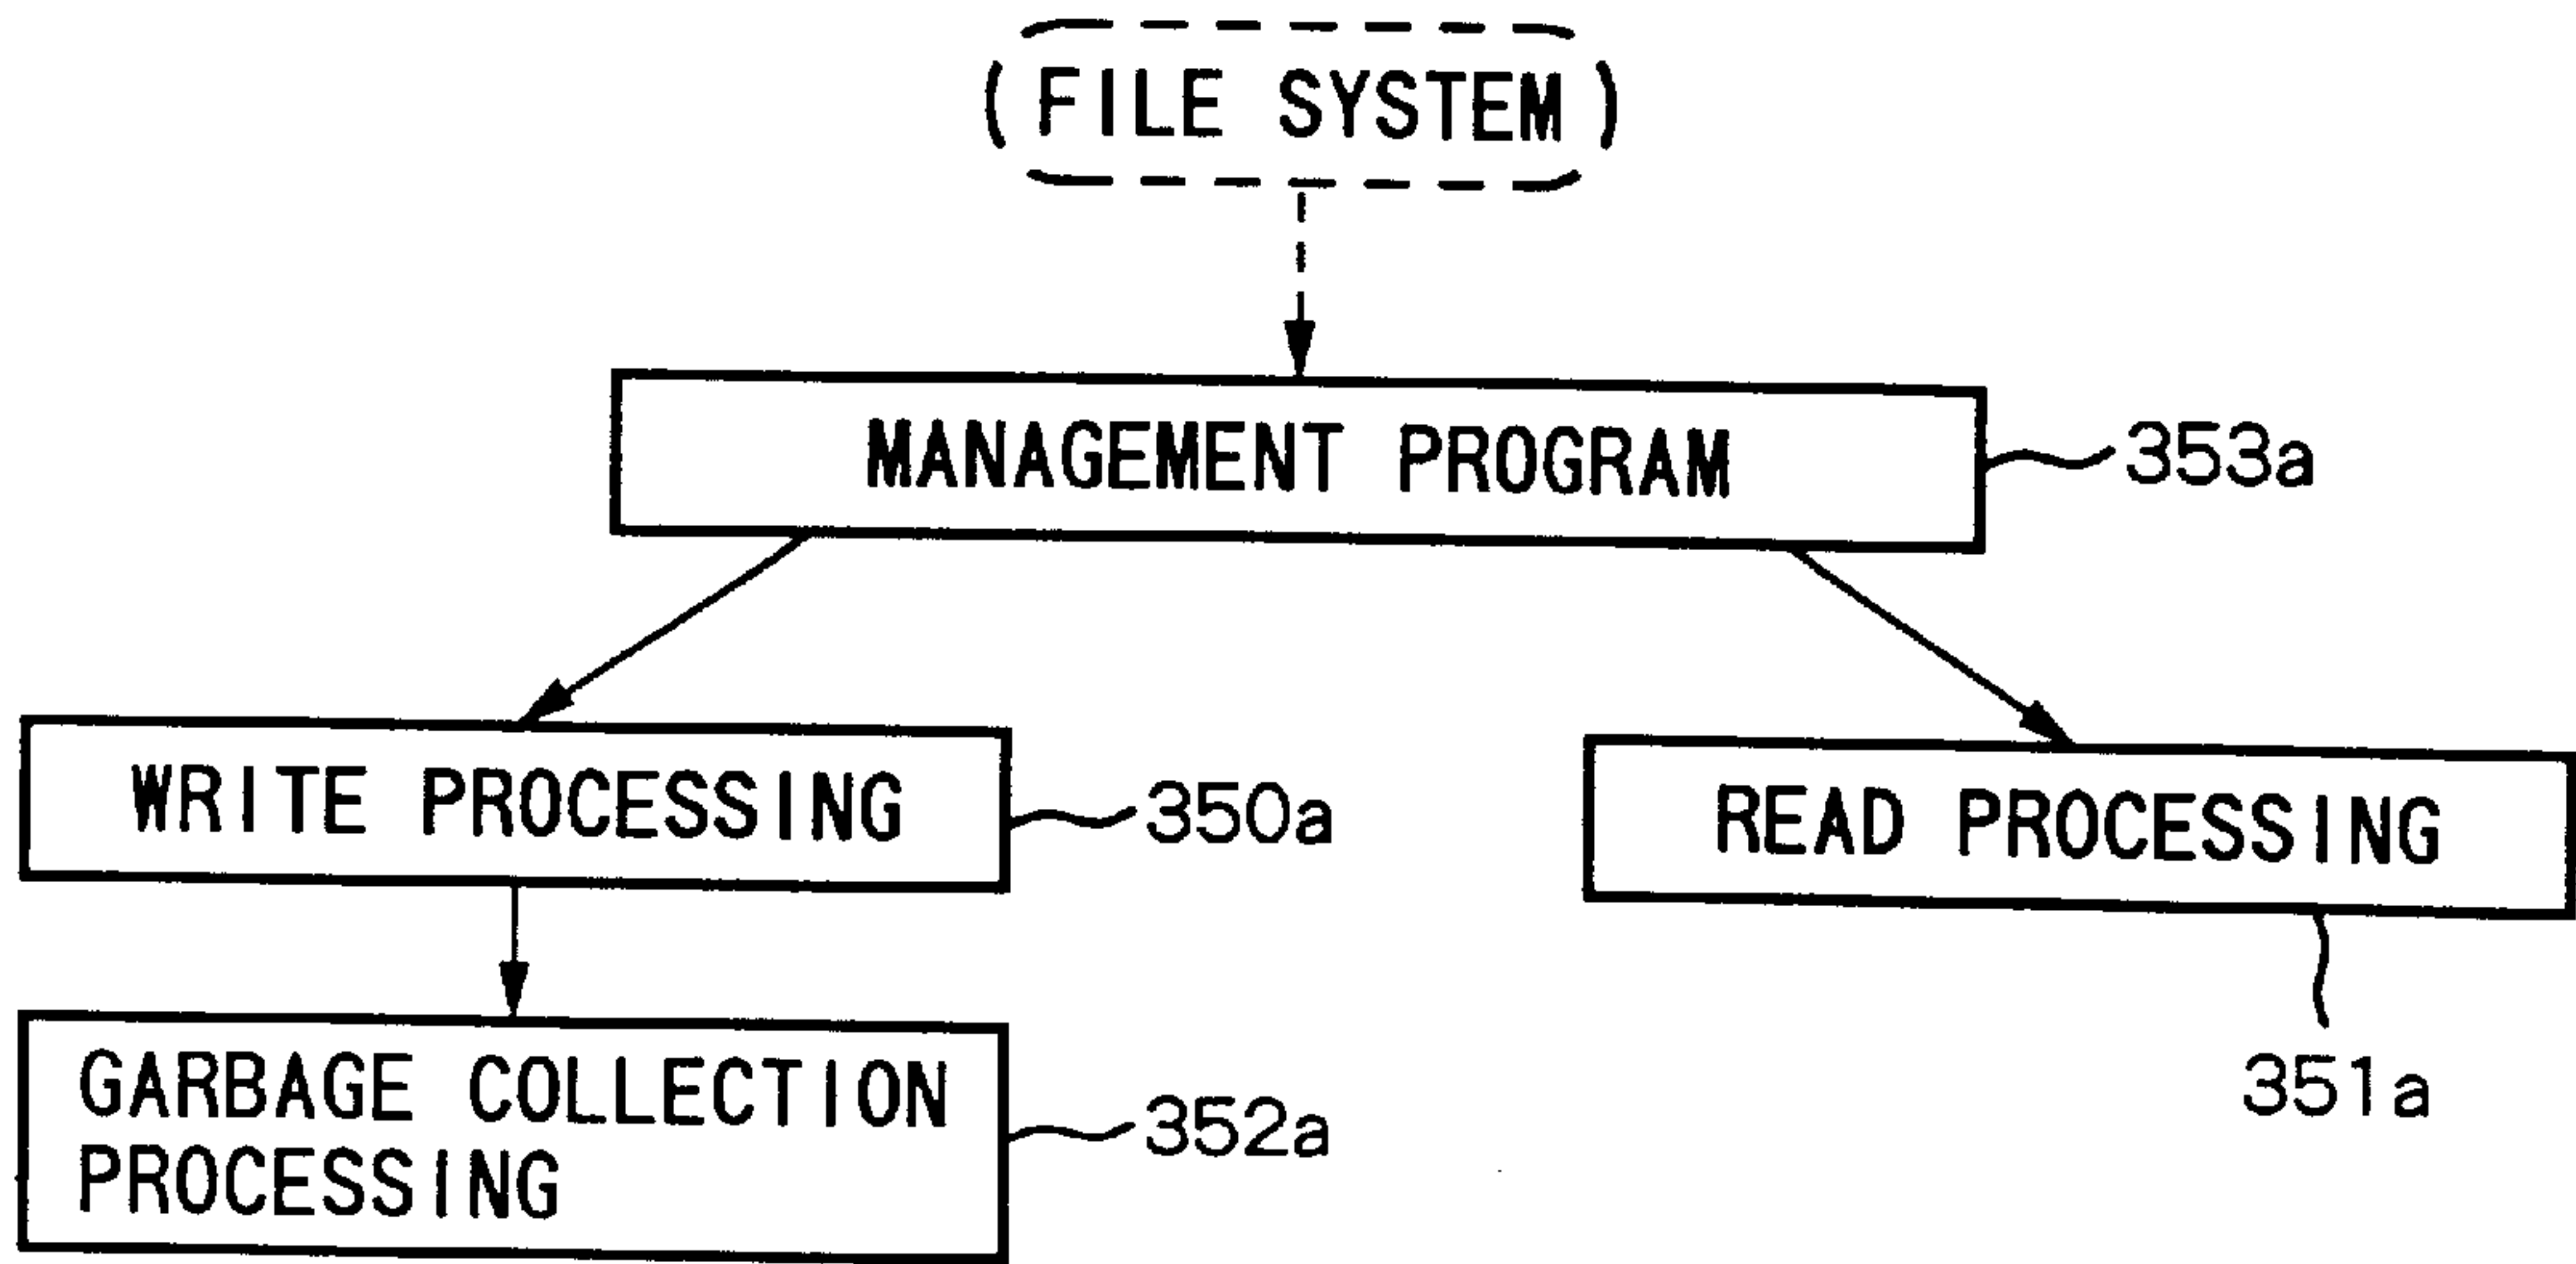 (FILE SYSTEM)
MANAGEMENT PROGRAM
353a
WRITE PROCESSING
350a
READ PROCESSING
351a
GARBAGE COLLECTION
PROCESSING
352a